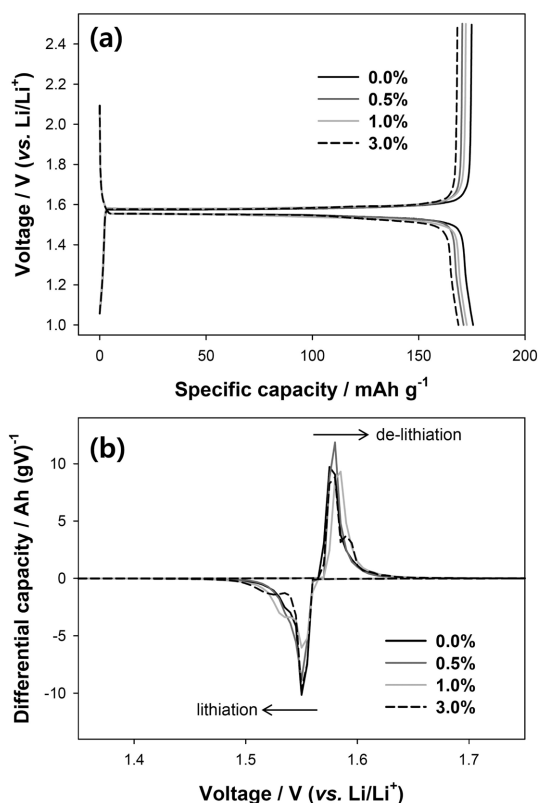 (a)
2.4
2.2
2.0
1.8
1.6
1.4
1.2
1.0
Voltage / V (vs. Li/Li⁺)
0.0%
0.5%
1.0%
3.0%
0 50 100 150 200
Specific capacity / mAh g⁻¹
(b)
de-lithiation
10
5
0
-5
-10
Differential capacity / Ah (gV)⁻¹
0.0%
0.5%
1.0%
3.0%
lithiation
1.4 1.5 1.6 1.7
Voltage / V (vs. Li/Li⁺)